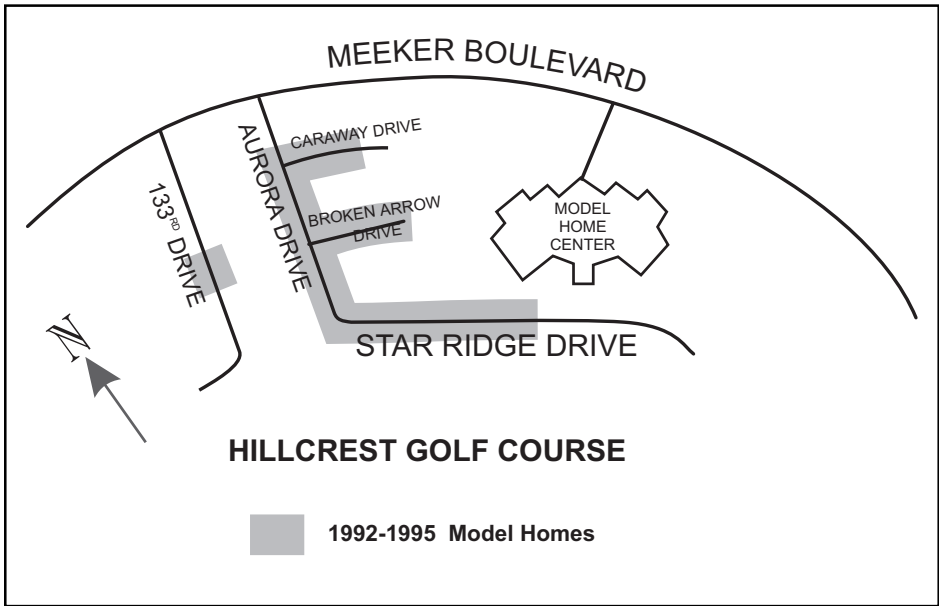 MEEKER BOULEVARD
CARAWAY DRIVE
AURORA DRIVE
133RD DRIVE
BROKEN ARROW
DRIVE
MODEL
HOME
CENTER
N
STAR RIDGE DRIVE
HILLCREST GOLF COURSE
1992-1995 Model Homes